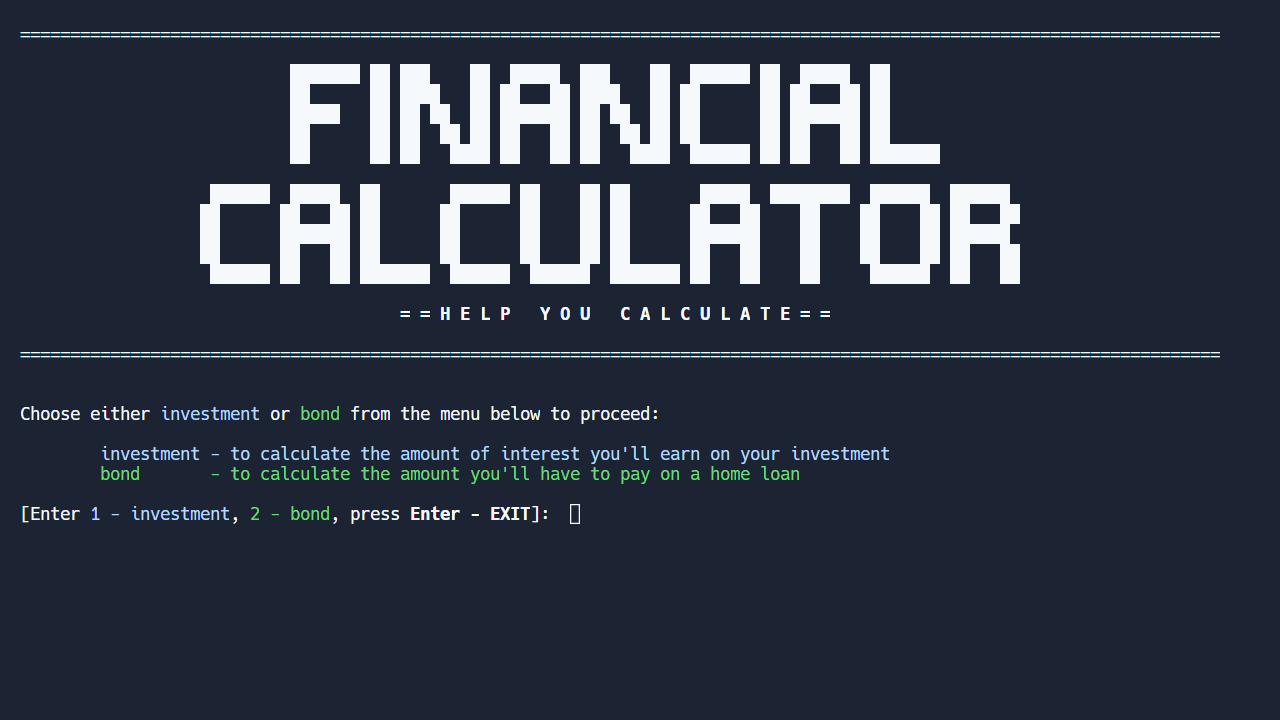 ========================================================================================================================
FINANCIAL
CALCULATOR
==HELP YOU CALCULATE==
========================================================================================================================
Choose either investment or bond from the menu below to proceed:
investment - to calculate the amount of interest you'll earn on your investment
bond - to calculate the amount you'll have to pay on a home loan
[Enter 1 - investment, 2 - bond, press Enter - EXIT]: